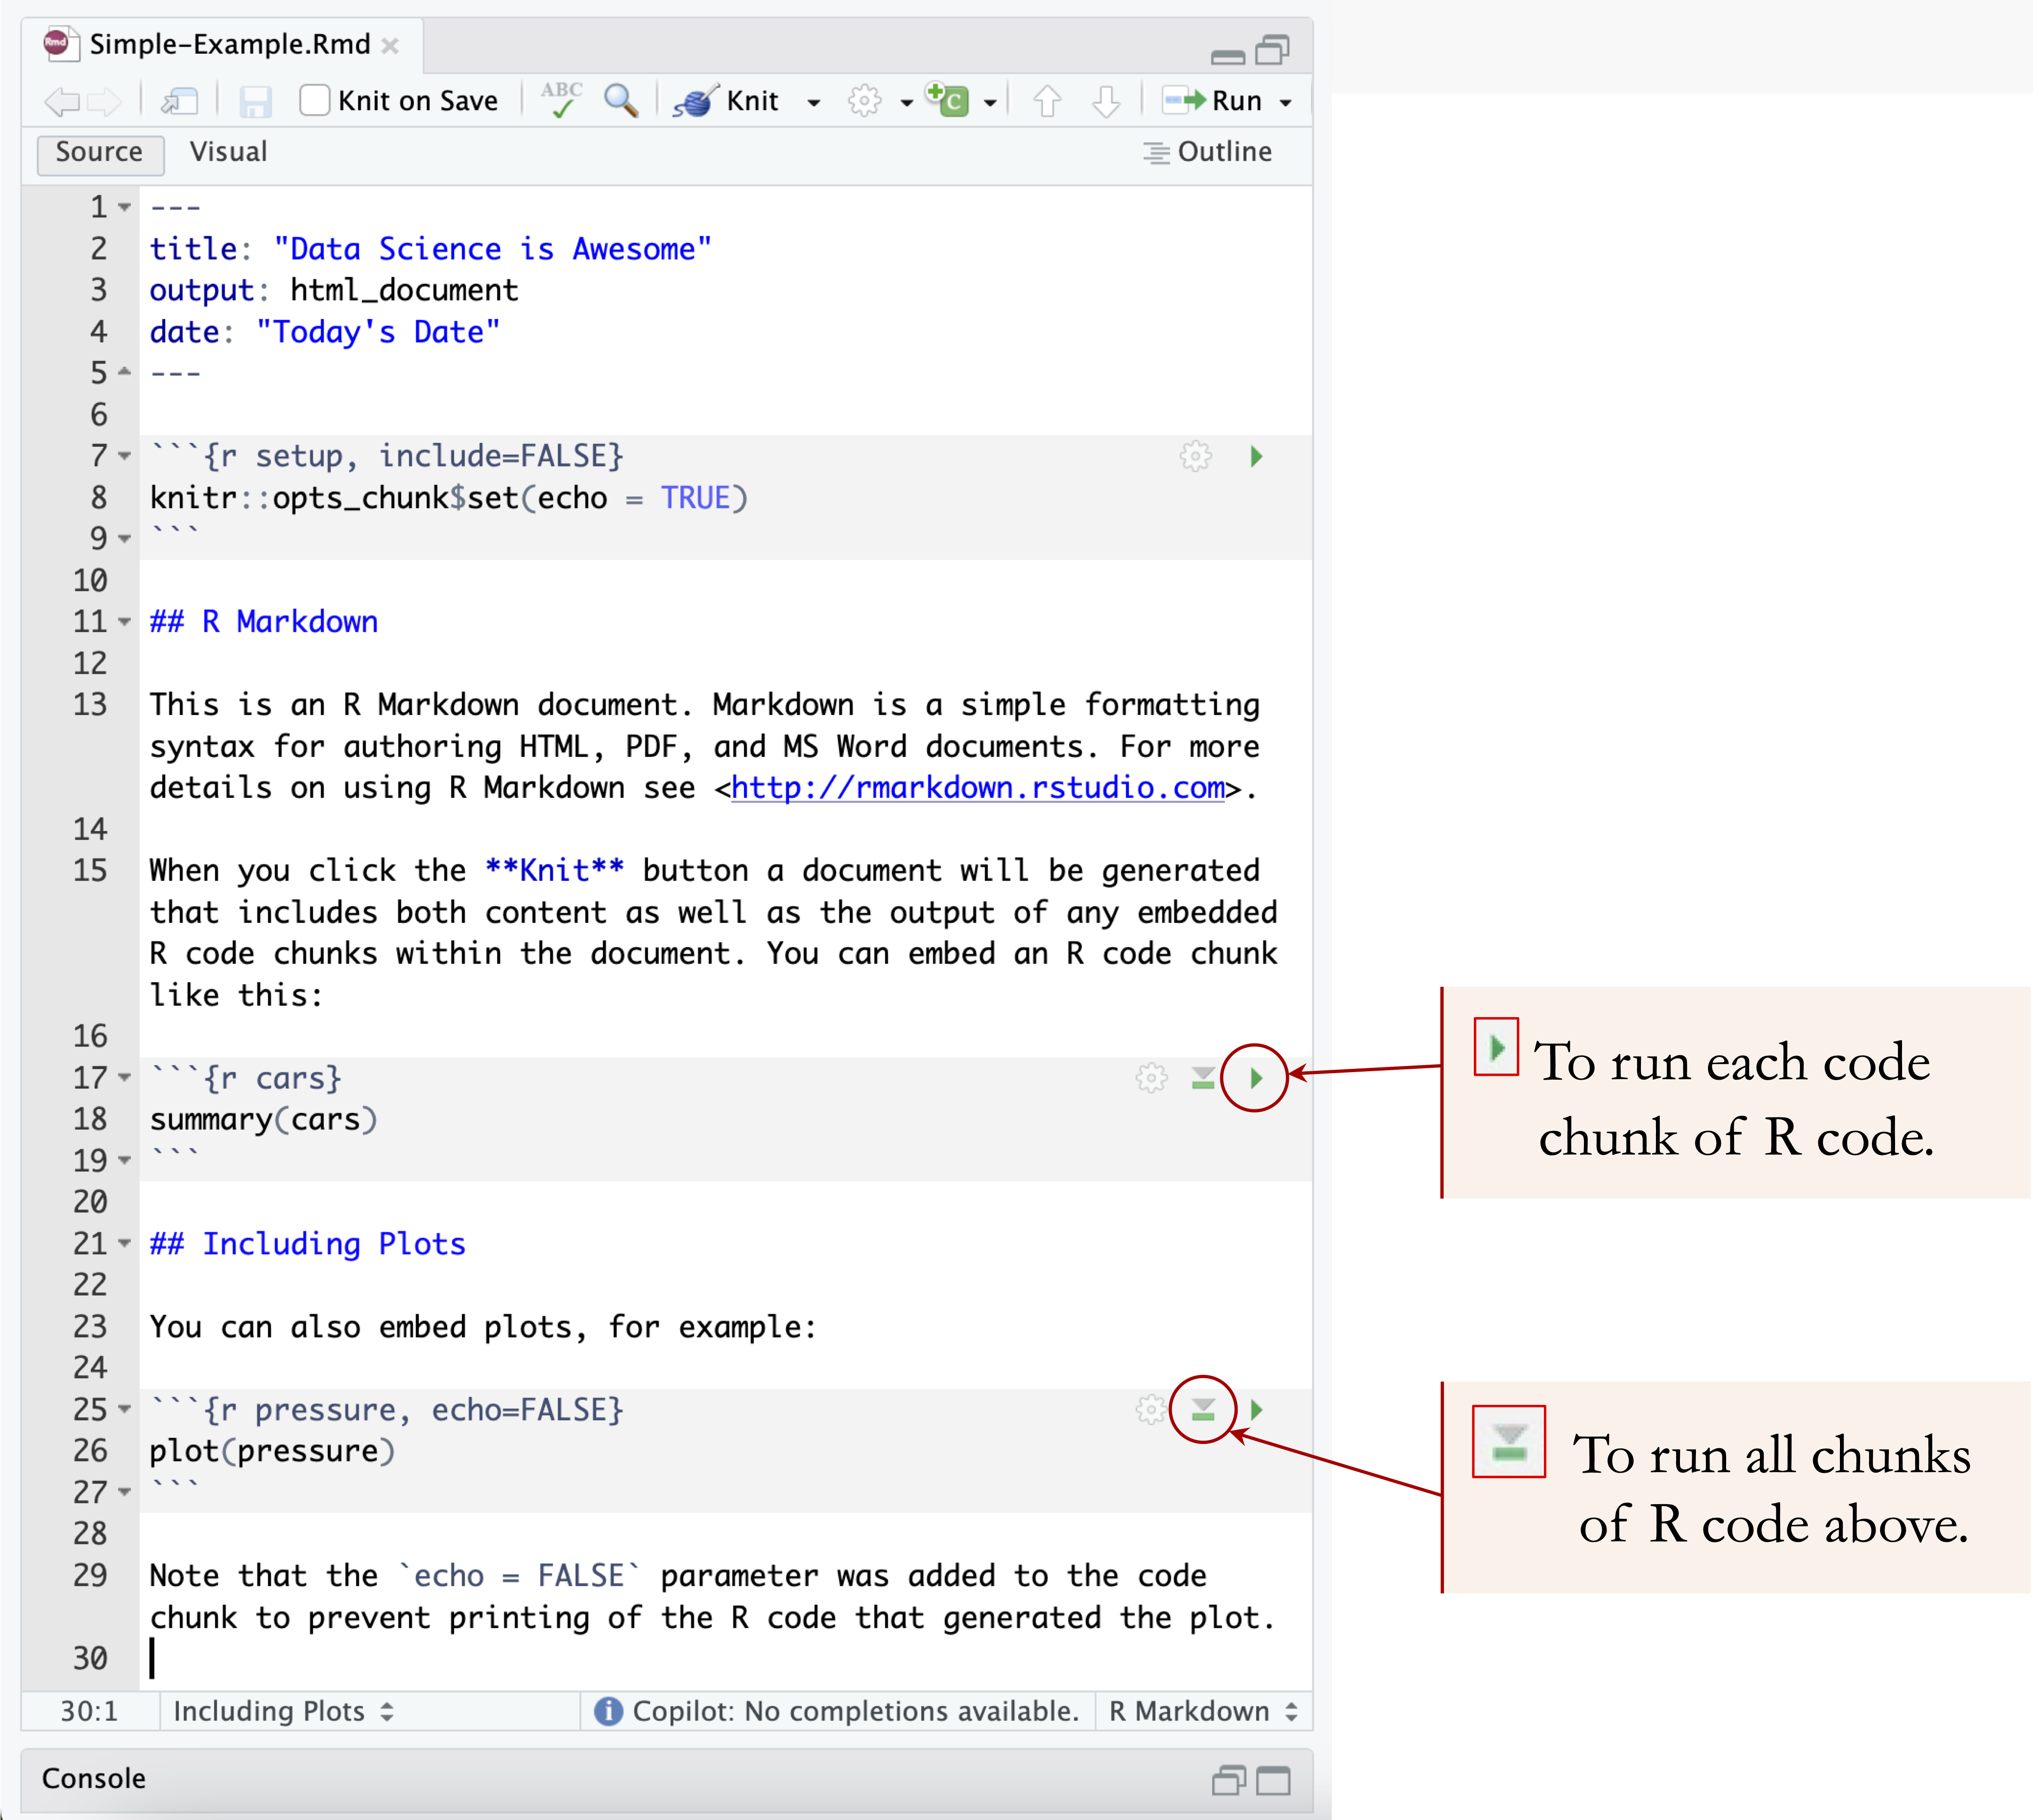 Simple-Example.Rmd
Knit on Save ABC Knit C Run
Source Visual Outline
1 ---
2 title: "Data Science is Awesome"
3 output: html_document
4 date: "Today's Date"
5 ---
6
7 ```{r setup, include=FALSE}
8 knitr::opts_chunk$set(echo = TRUE)
9 ```
10
11 ## R Markdown
12
13 This is an R Markdown document. Markdown is a simple formatting
syntax for authoring HTML, PDF, and MS Word documents. For more
details on using R Markdown see <http://rmarkdown.rstudio.com>.
14
15 When you click the **Knit** button a document will be generated
that includes both content as well as the output of any embedded
R code chunks within the document. You can embed an R code chunk
like this:
16
17 ```{r cars}
18 summary(cars)
19 ```
20
21 ## Including Plots
22
23 You can also embed plots, for example:
24
25 ```{r pressure, echo=FALSE}
26 plot(pressure)
27 ```
28
29 Note that the `echo = FALSE` parameter was added to the code
chunk to prevent printing of the R code that generated the plot.
30
30:1 Including Plots Copilot: No completions available. R Markdown
Console
To run each code
chunk of R code.
To run all chunks
of R code above.